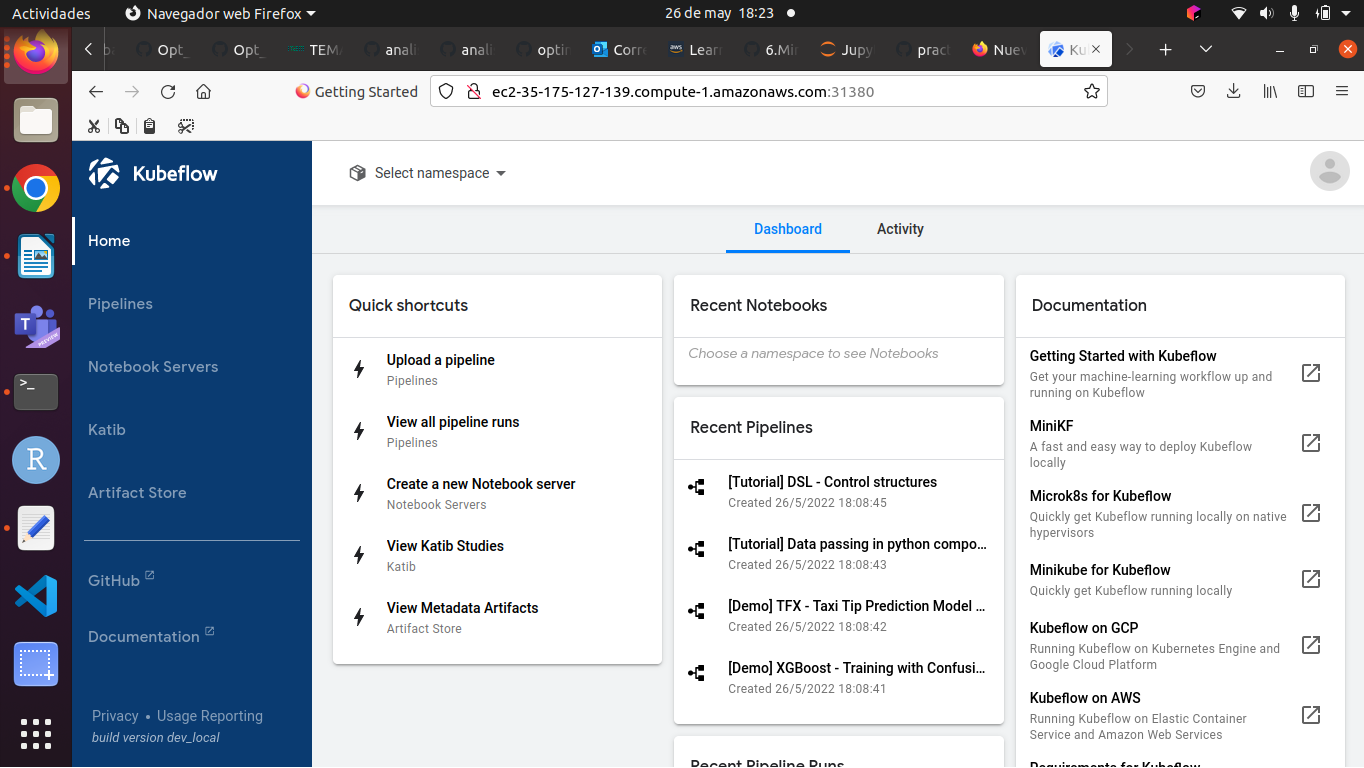 Actividades
Navegador web Firefox
26 de may 18:23
Opt_
Opt_
TEM
anali
anali
optin
Corre
Learn
6.Min
Jupy
pract
Nuev
Ku
Getting Started
ec2-35-175-127-139.compute-1.amazonaws.com:31380
Kubeflow
Select namespace
Home
Pipelines
Notebook Servers
Katib
Artifact Store
GitHub
Documentation
Privacy • Usage Reporting
build version dev_local
Dashboard
Activity
Quick shortcuts
Upload a pipeline
Pipelines
View all pipeline runs
Pipelines
Create a new Notebook server
Notebook Servers
View Katib Studies
Katib
View Metadata Artifacts
Artifact Store
Recent Notebooks
Choose a namespace to see Notebooks
Recent Pipelines
[Tutorial] DSL - Control structures
Created 26/5/2022 18:08:45
[Tutorial] Data passing in python compo...
Created 26/5/2022 18:08:43
[Demo] TFX - Taxi Tip Prediction Model ...
Created 26/5/2022 18:08:42
[Demo] XGBoost - Training with Confusi...
Created 26/5/2022 18:08:41
Recent Pipeline Runs
Documentation
Getting Started with Kubeflow
Get your machine-learning workflow up and
running on Kubeflow
MiniKF
A fast and easy way to deploy Kubeflow
locally
Microk8s for Kubeflow
Quickly get Kubeflow running locally on native
hypervisors
Minikube for Kubeflow
Quickly get Kubeflow running locally
Kubeflow on GCP
Running Kubeflow on Kubernetes Engine and
Google Cloud Platform
Kubeflow on AWS
Running Kubeflow on Elastic Container
Service and Amazon Web Services
Requirements for Kubeflow